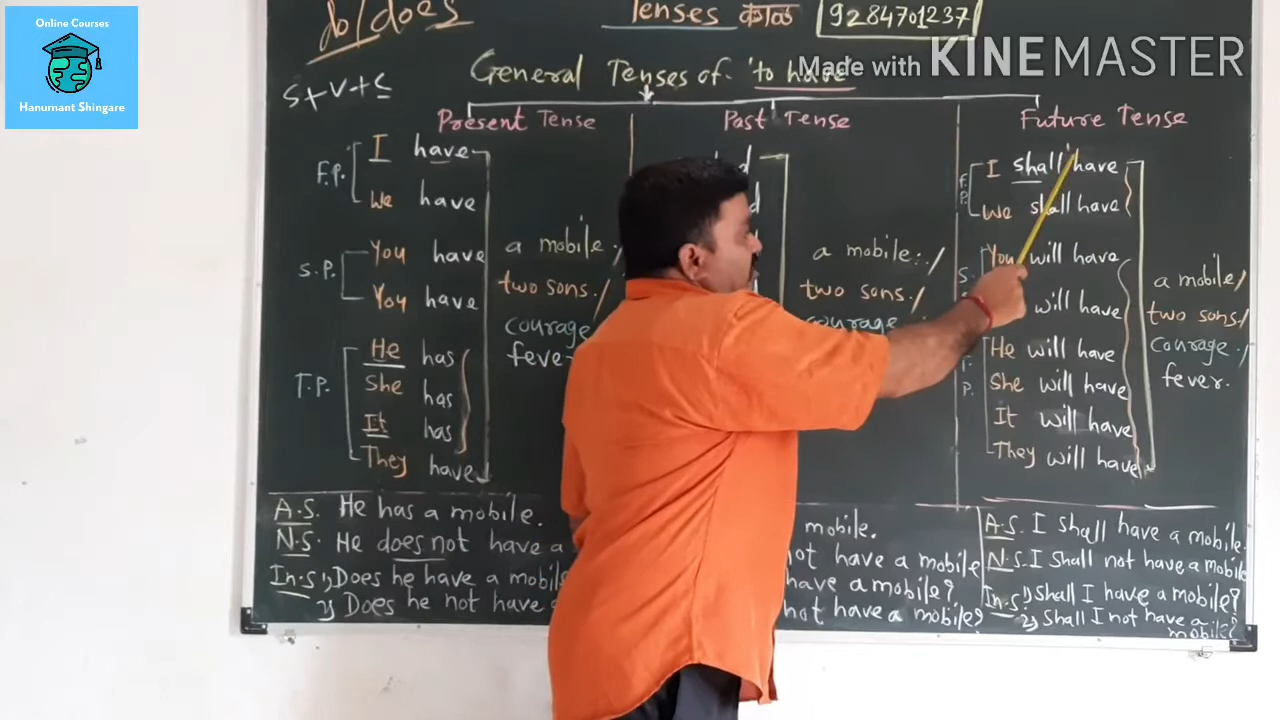 Online Courses
Hanumant Shingare
do/does
Tenses काळ
9284701237
Made with KINEMASTER
General Tenses of 'to have'
S+V+C
Present Tense
F.P.
I have
We have
S.P.
You have
You have
T.P.
He has
She has
It has
They have
a mobile.
two sons.
courage
A.S. He has a mobile.
N.S. He does not have a
In.S 1, Does he have a
2, Does he not have
Past Tense
a mobile. /
two sons. /
courage
mobile.
have a mobile
have a mobile?
have a mobile?
Future Tense
F.P.
I shall have
We shall have
S.
You will have
will have
P.
He will have
She will have
It will have
They will have
a mobile/
two sons./
courage./
fever.
A.S. I shall have a mobile.
N.S. I shall not have a mobile
In.S 1, Shall I have a mobile?
2, Shall I not have a
mobile?